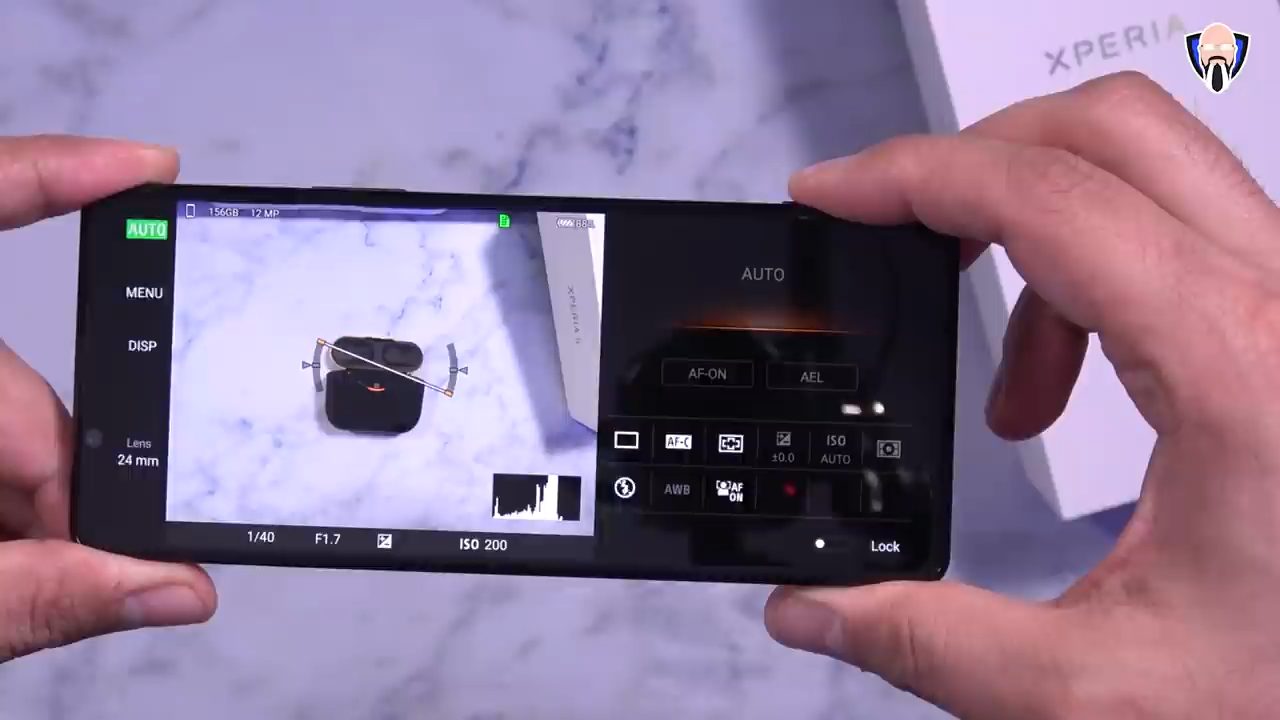 XPERIA
156GB 12 MP
AUTO
MENU
DISP
Lens
24 mm
1/40 F1.7 ISO 200
AUTO
AF-ON AEL
AF-C ±0.0 ISO AUTO
AWB AF ON
Lock